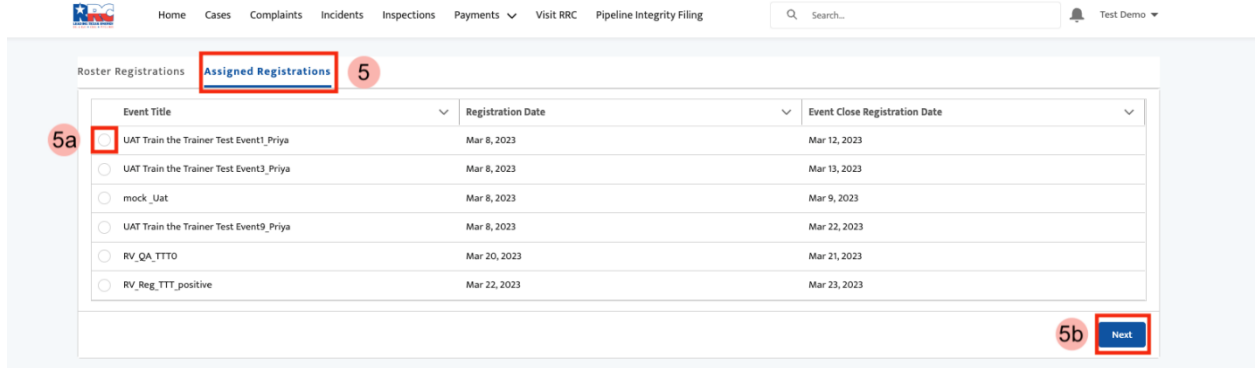 RRC
Home Cases Complaints Incidents Inspections Payments Visit RRC Pipeline Integrity Filing Search... Test Demo
Roster Registrations Assigned Registrations 5
Event Title Registration Date Event Close Registration Date
5a UAT Train the Trainer Test Event1_Priya Mar 8, 2023 Mar 12, 2023
UAT Train the Trainer Test Event3_Priya Mar 8, 2023 Mar 13, 2023
mock _Uat Mar 8, 2023 Mar 9, 2023
UAT Train the Trainer Test Event9_Priya Mar 8, 2023 Mar 22, 2023
RV_QA_TTT0 Mar 20, 2023 Mar 21, 2023
RV_Reg_TTT_positive Mar 22, 2023 Mar 23, 2023
5b Next